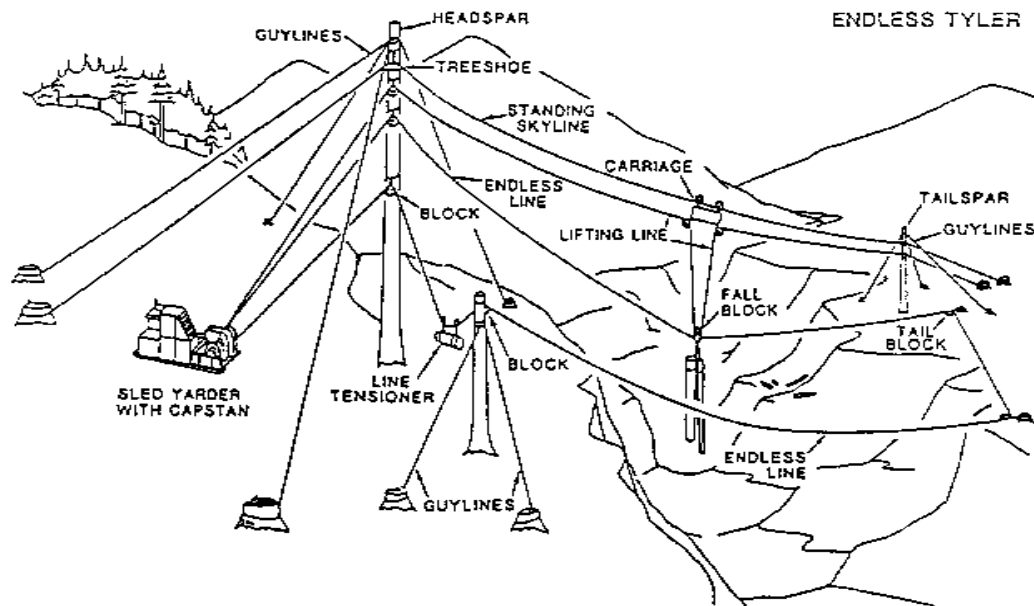 ENDLESS TYLER
HEADSPAR
GUYLINES
TREESHOE
STANDING
SKYLINE
CARRIAGE
ENDLESS
LINE
TAILSPAR
BLOCK
GUYLINES
LIFTING LINE
FALL
BLOCK
TAIL
BLOCK
LINE
TENSIONER
BLOCK
SLED YARDER
WITH CAPSTAN
ENDLESS
LINE
GUYLINES